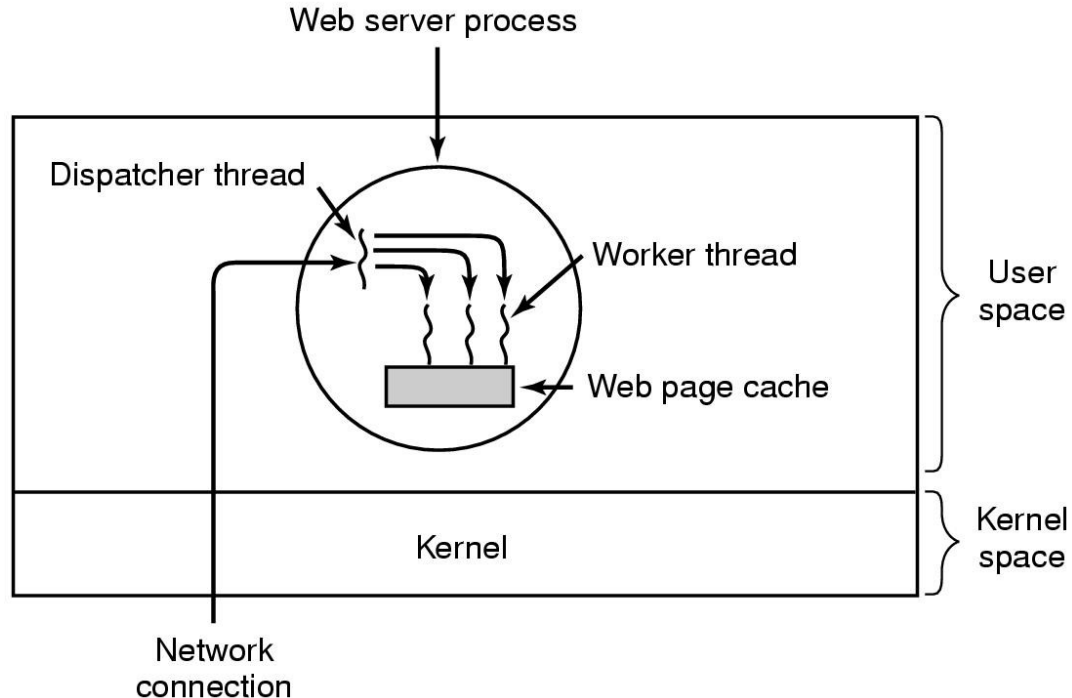 Web server process
Dispatcher thread
Worker thread
User
space
Web page cache
Kernel
Kernel
space
Network
connection